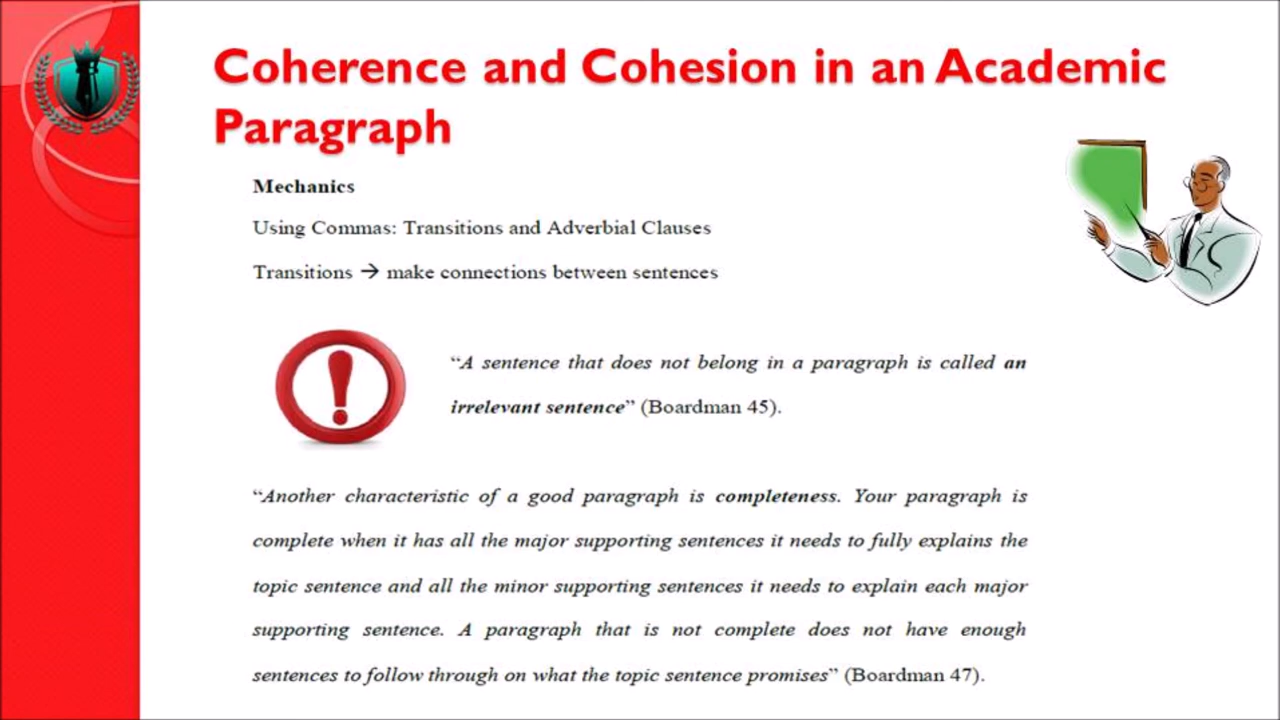 Coherence and Cohesion in an Academic
Paragraph
Mechanics
Using Commas: Transitions and Adverbial Clauses
Transitions → make connections between sentences
“A sentence that does not belong in a paragraph is called an
irrelevant sentence” (Boardman 45).
“Another characteristic of a good paragraph is completeness. Your paragraph is
complete when it has all the major supporting sentences it needs to fully explains the
topic sentence and all the minor supporting sentences it needs to explain each major
supporting sentence. A paragraph that is not complete does not have enough
sentences to follow through on what the topic sentence promises” (Boardman 47).